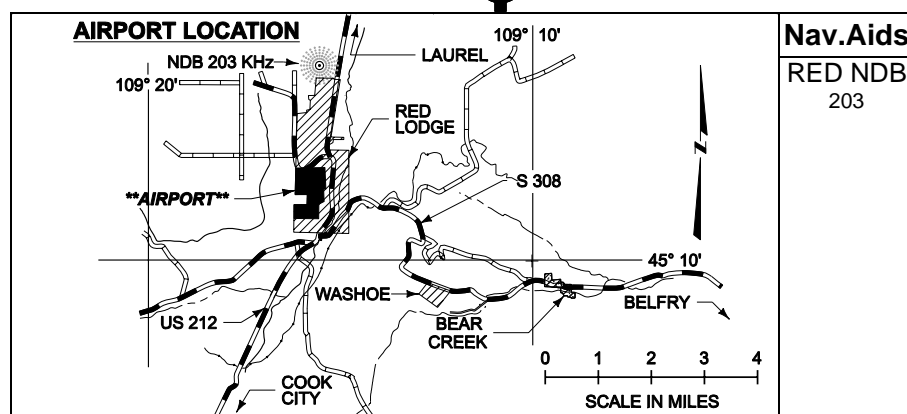 AIRPORT LOCATION
NDB 203 KHz
109° 20'
LAUREL
109° 10'
RED
LODGE
**AIRPORT**
S 308
N
45° 10'
WASHOE
US 212
BEAR
CREEK
BELFRY
COOK
CITY
0 1 2 3 4
SCALE IN MILES
Nav.Aids
RED NDB
203